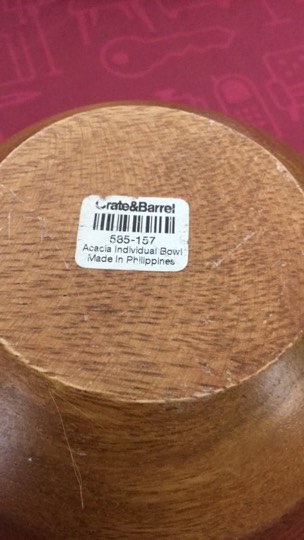 Crate&Barrel
585-157
Acacia Individual Bowl
Made in Philippines